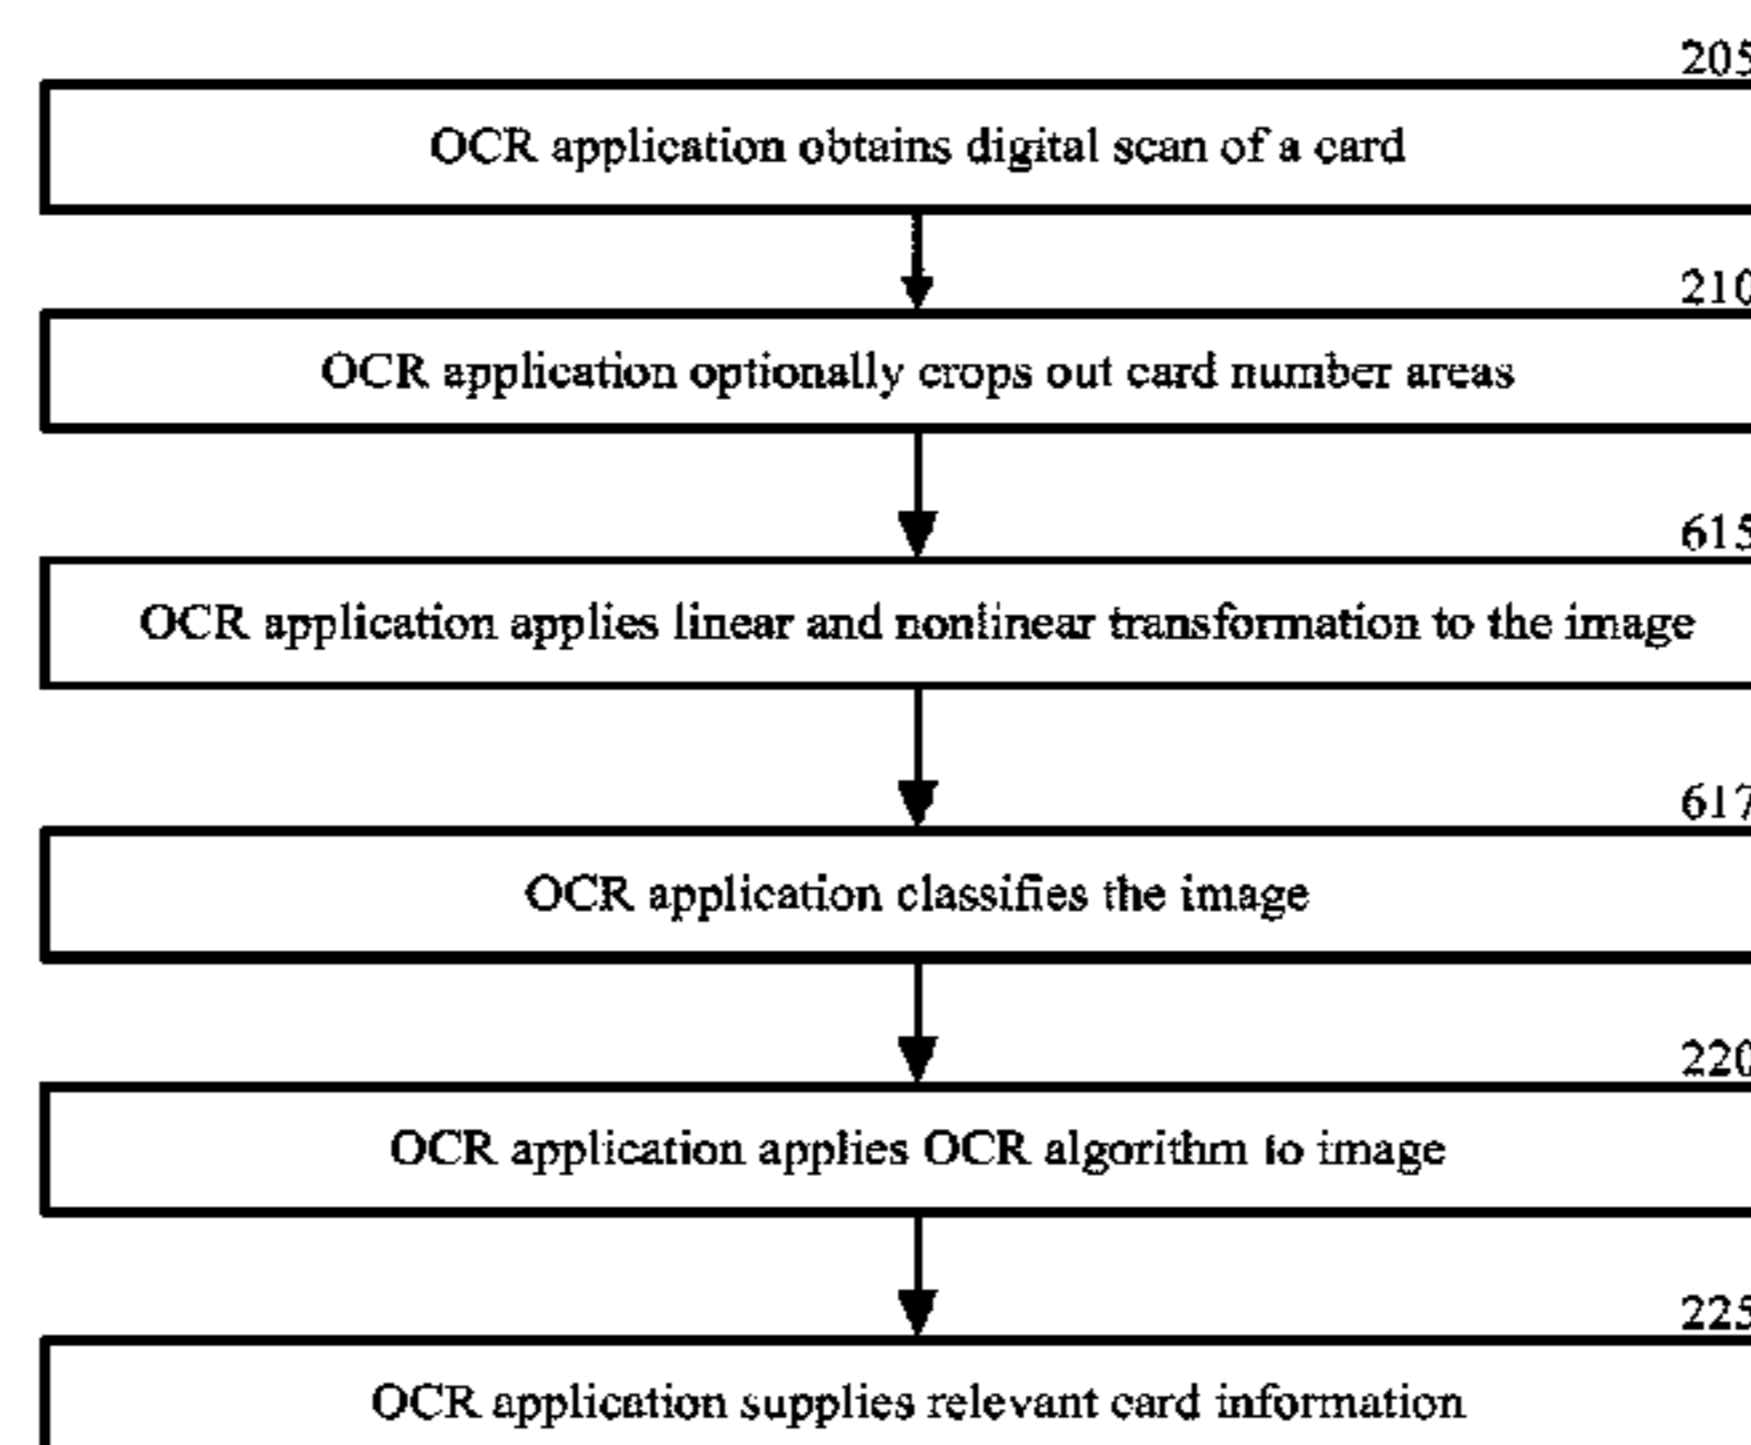 205
OCR application obtains digital scan of a card
210
OCR application optionally crops out card number areas
615
OCR application applies linear and nonlinear transformation to the image
617
OCR application classifies the image
220
OCR application applies OCR algorithm to image
225
OCR application supplies relevant card information